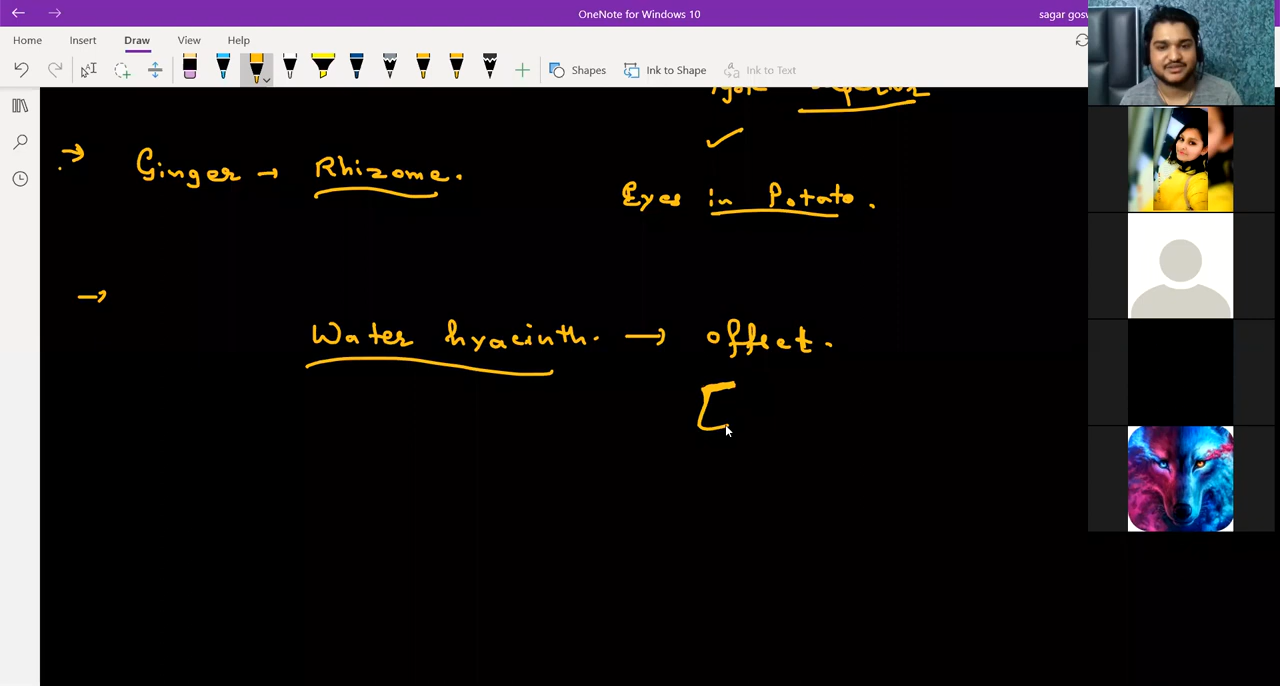 OneNote for Windows 10
sagar gosw
Home Insert Draw View Help
Shapes Ink to Shape Ink to Text
Ginger → Rhizome.
Eyes in Potato.
→
Water hyacinth. → offset.
[